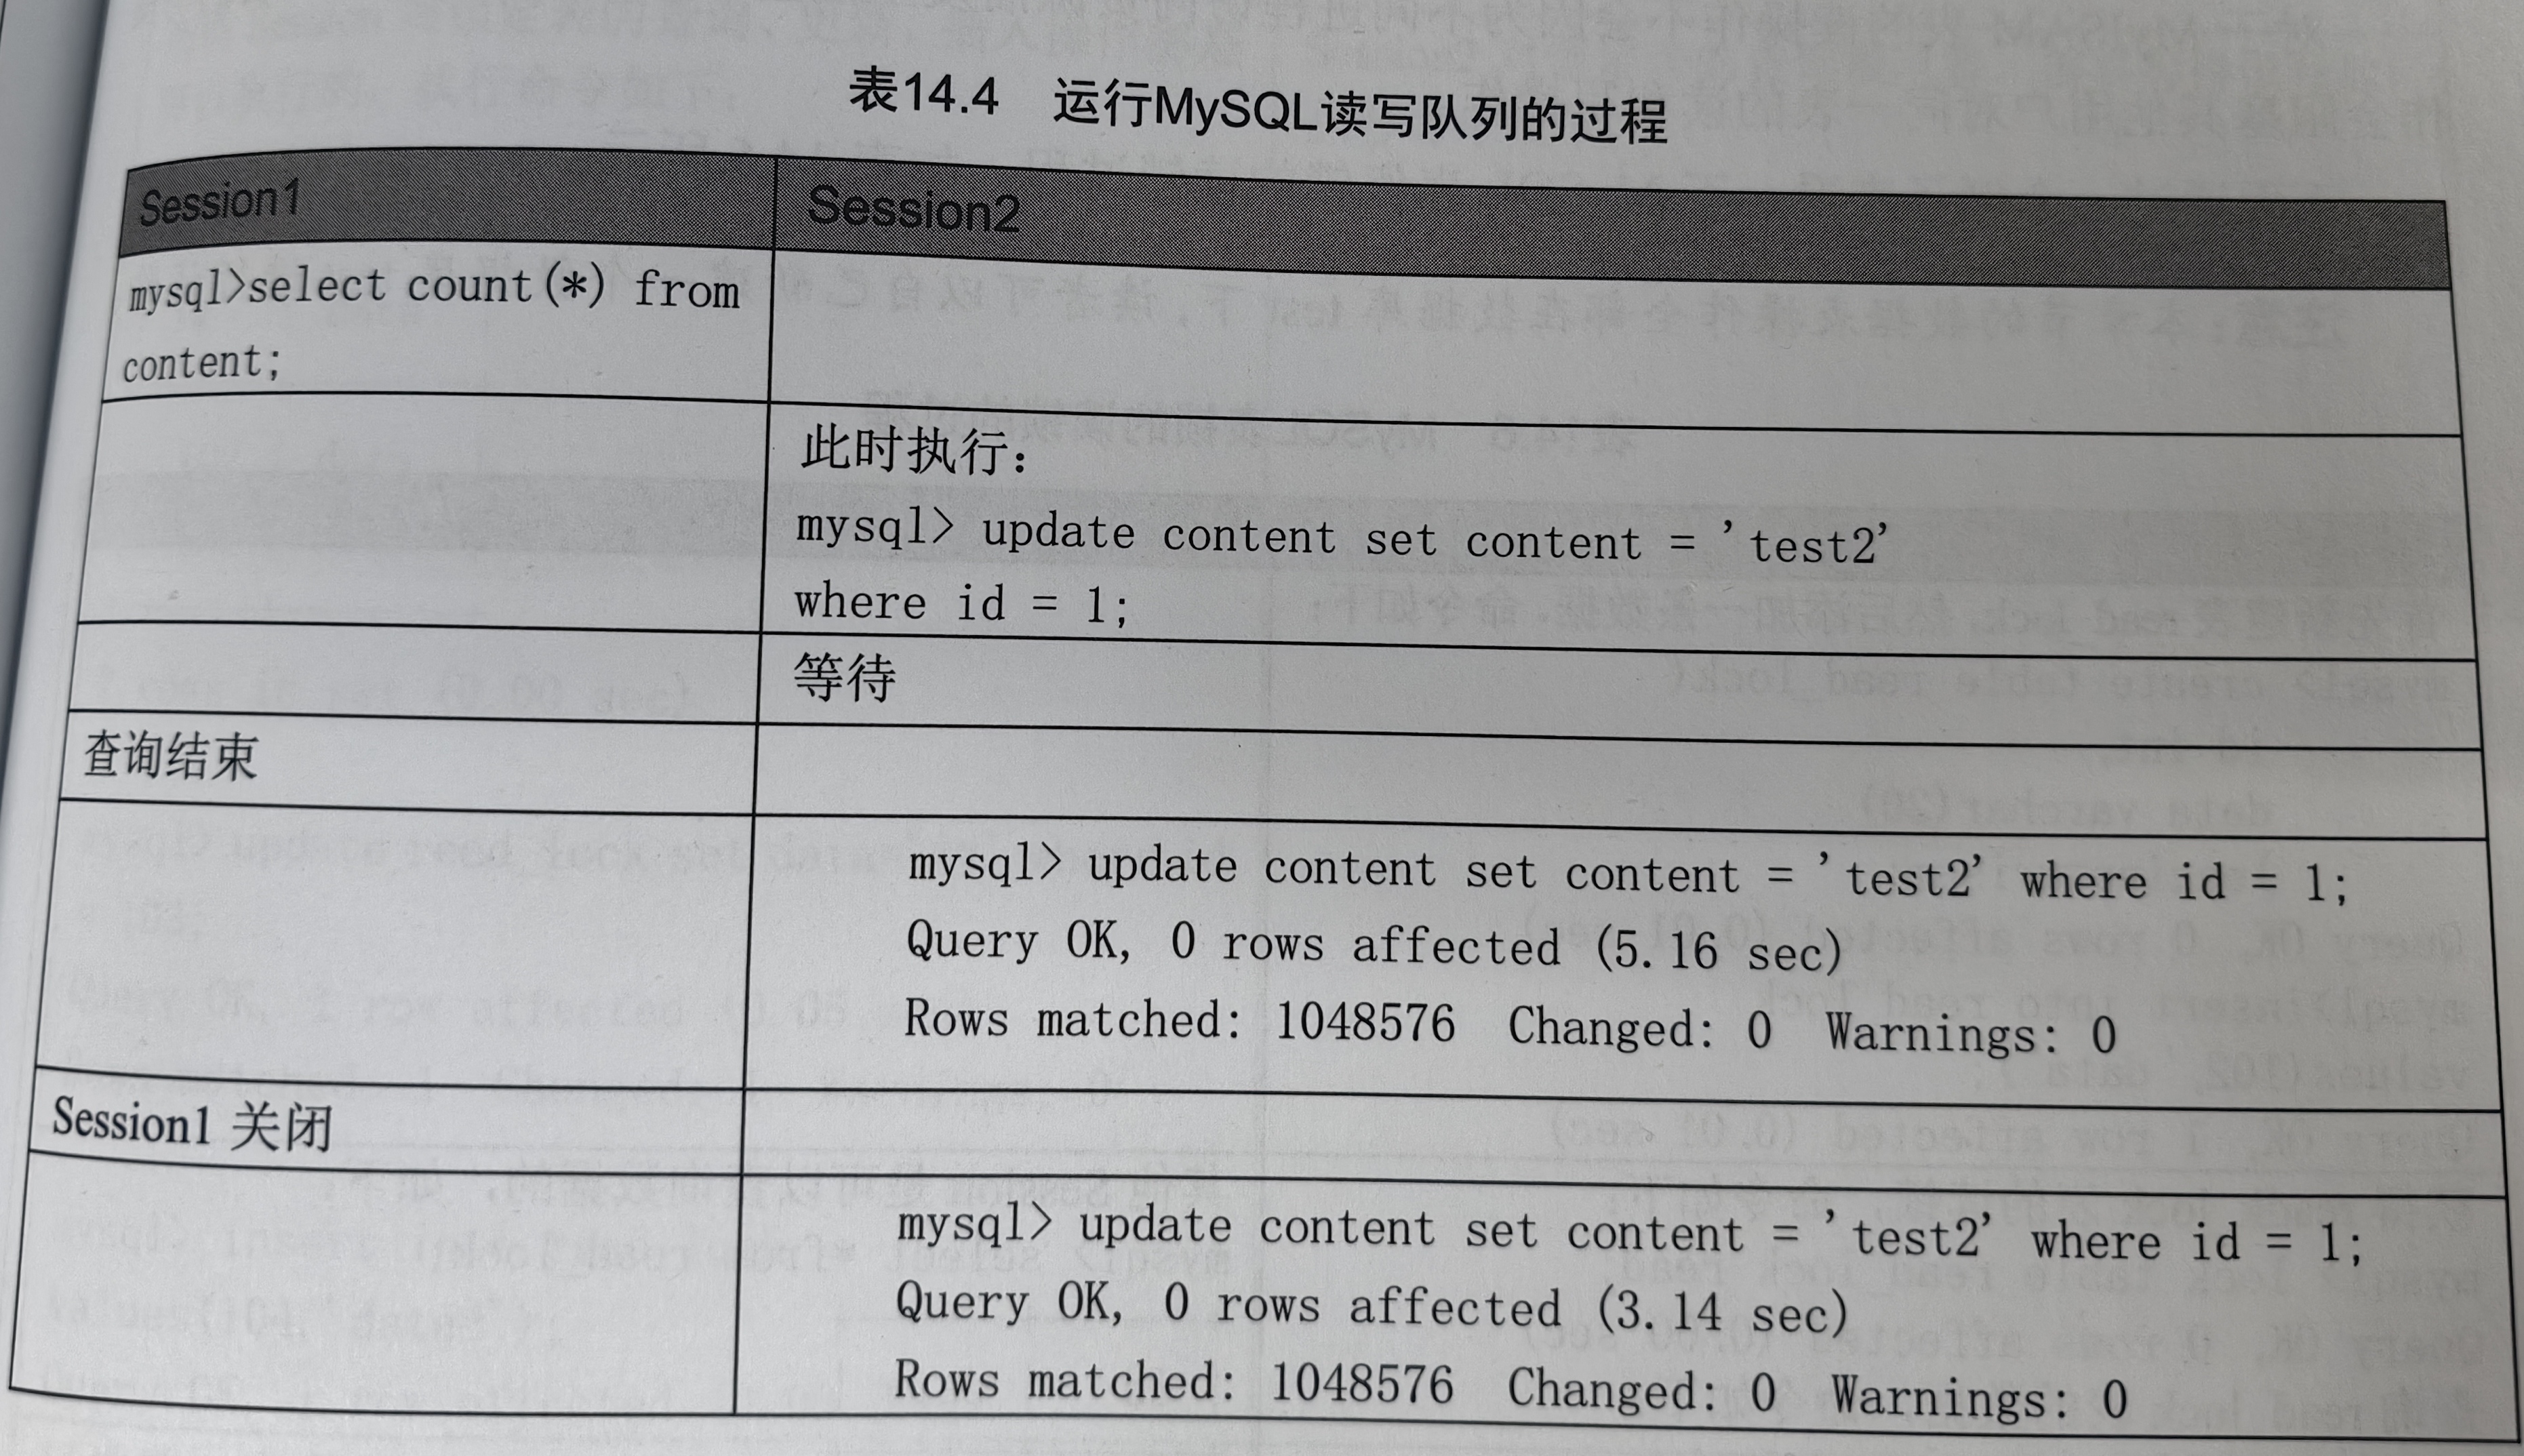 表14.4 运行MySQL读写队列的过程
Session1 Session2
mysql>select count(*) from
content;
此时执行：
mysql> update content set content = 'test2'
where id = 1;
等待
查询结束
mysql> update content set content = 'test2' where id = 1;
Query OK, 0 rows affected (5.16 sec)
Rows matched: 1048576 Changed: 0 Warnings: 0
Session1 关闭
mysql> update content set content = 'test2' where id = 1;
Query OK, 0 rows affected (3.14 sec)
Rows matched: 1048576 Changed: 0 Warnings: 0